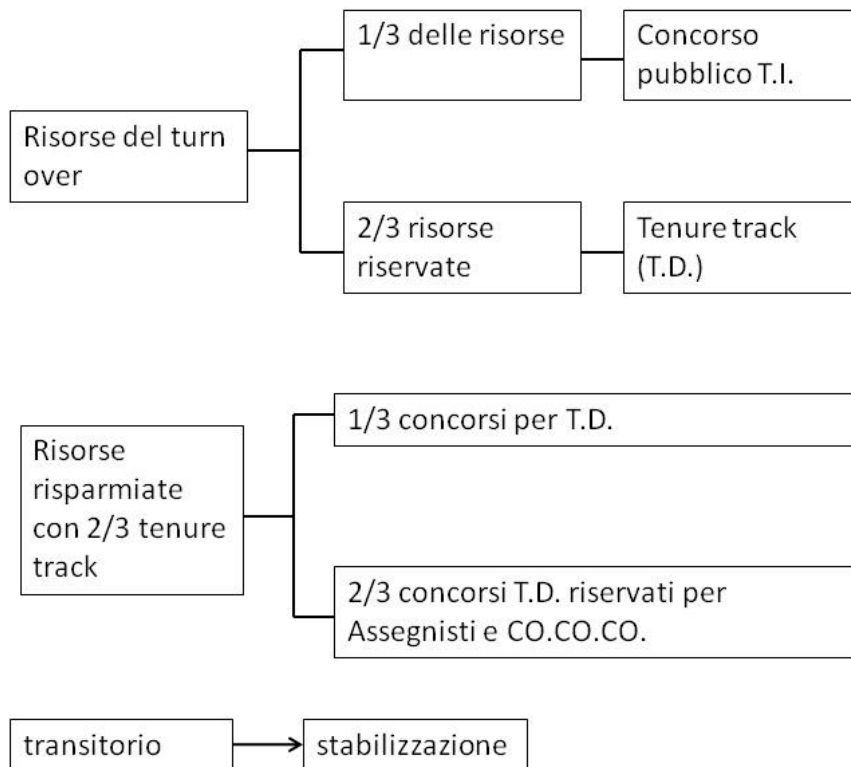 1/3 delle risorse
Concorso
pubblico T.I.
Risorse del turn
over
2/3 risorse
riservate
Tenure track
(T.D.)
1/3 concorsi per T.D.
Risorse
risparmiate
con 2/3 tenure
track
2/3 concorsi T.D. riservati per
Assegnisti e CO.CO.CO.
transitorio
stabilizzazione